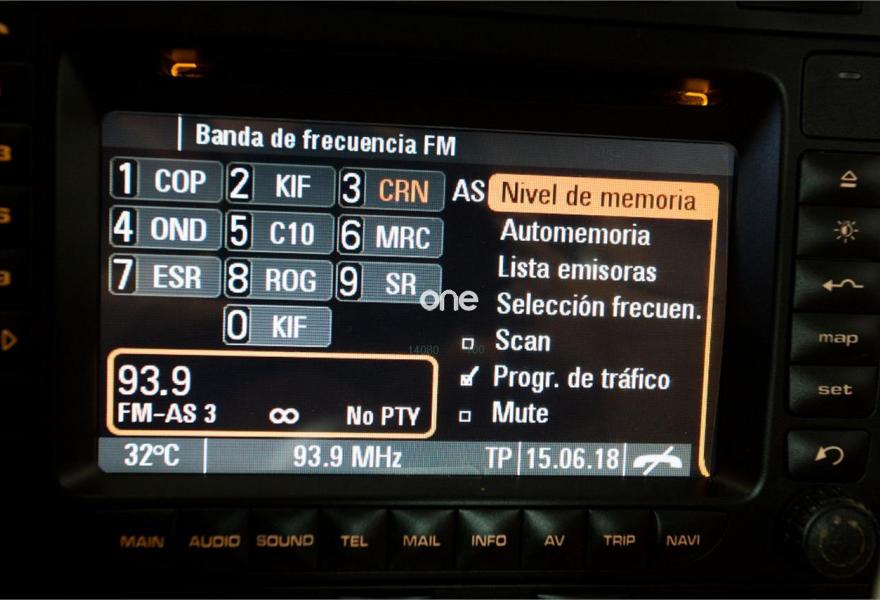 Banda de frecuencia FM
1 COP 2 KIF 3 CRN AS Nivel de memoria
4 OND 5 C10 6 MRC Automemoria
7 ESR 8 ROG 9 SR Lista emisoras
one
Selección frecuen.
0 KIF
Scan
93.9
Progr. de tráfico
FM-AS 3 ∞ No PTY
Mute
32°C 93.9 MHz TP 15.06.18
map
set
MAIN AUDIO SOUND TEL MAIL INFO AV TRIP NAVI